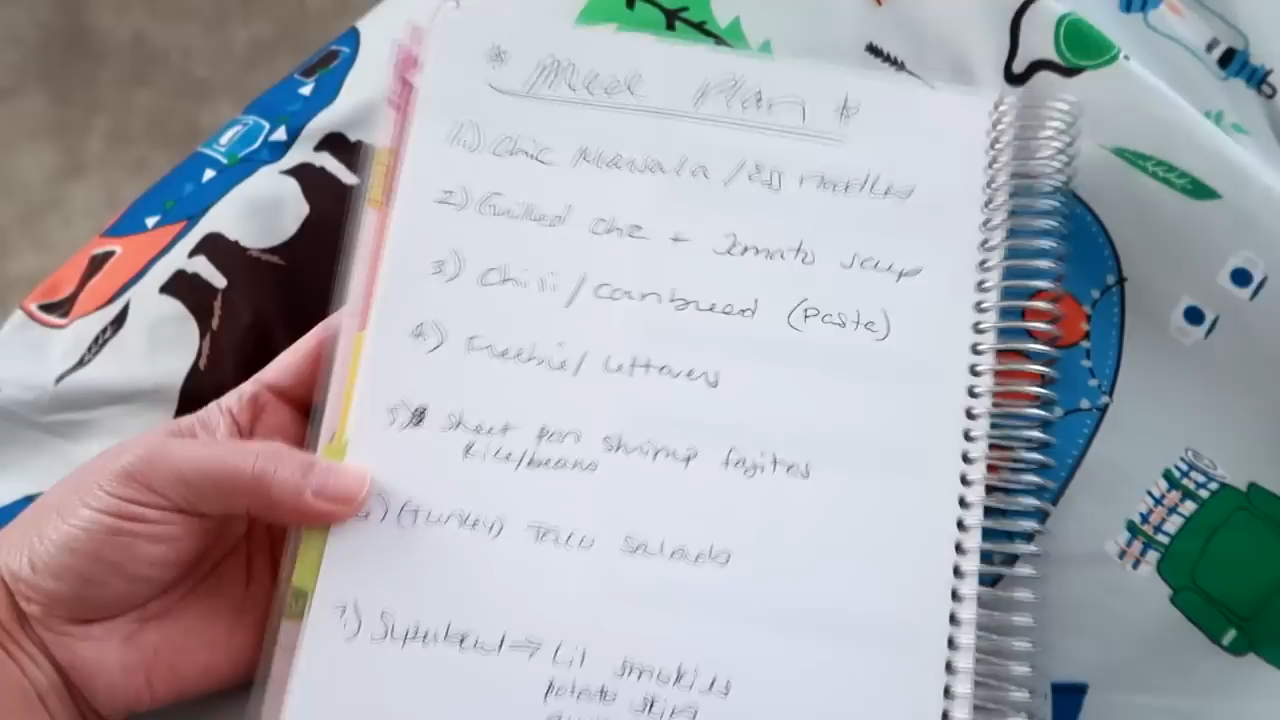 * Meal Plan *
1.) Chic Marsala / Egg noodles
2) Grilled chz + Tomato soup
3) Chili / cornbread (pasta)
4) Freebie / Leftovers
5) Sheet pan shrimp fajitas
Rice/beans
6) (Turkey) Taco salads
7) Superbowl → Lil smokies
potato skins